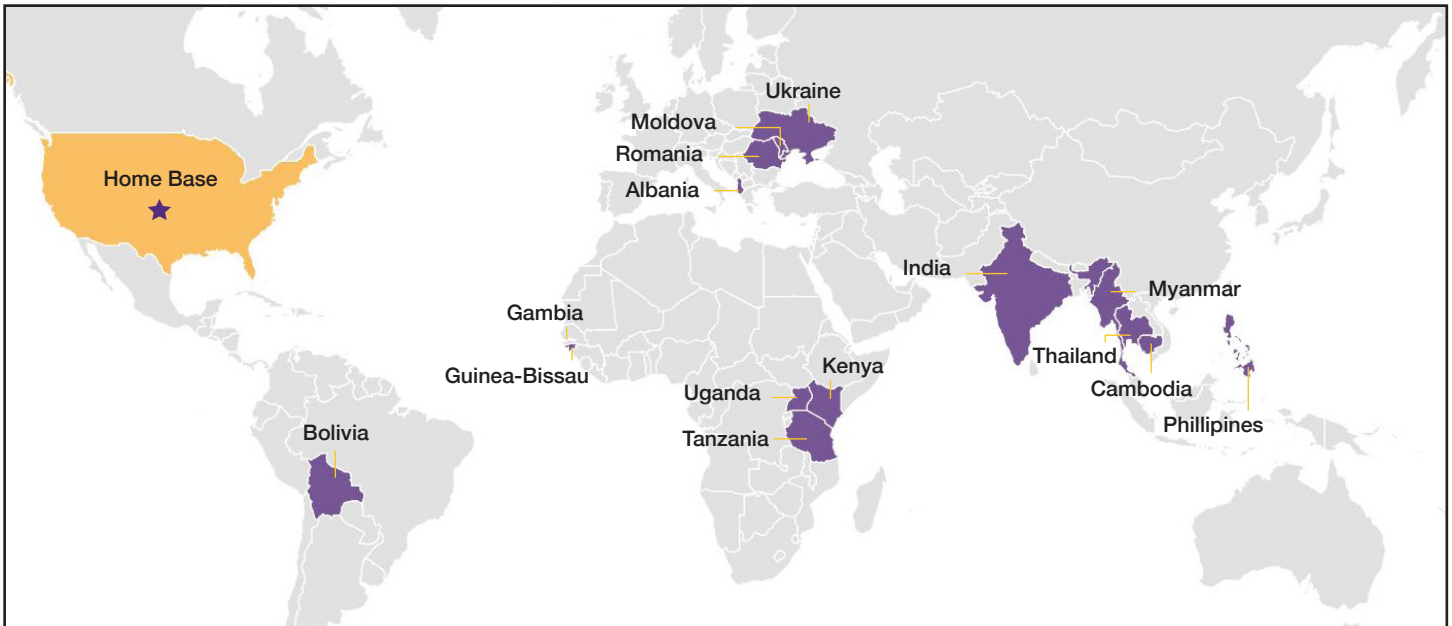 Ukraine
Moldova
Romania
Albania
Home Base
India
Myanmar
Gambia
Thailand
Guinea-Bissau
Kenya
Cambodia
Uganda
Phillipines
Bolivia
Tanzania